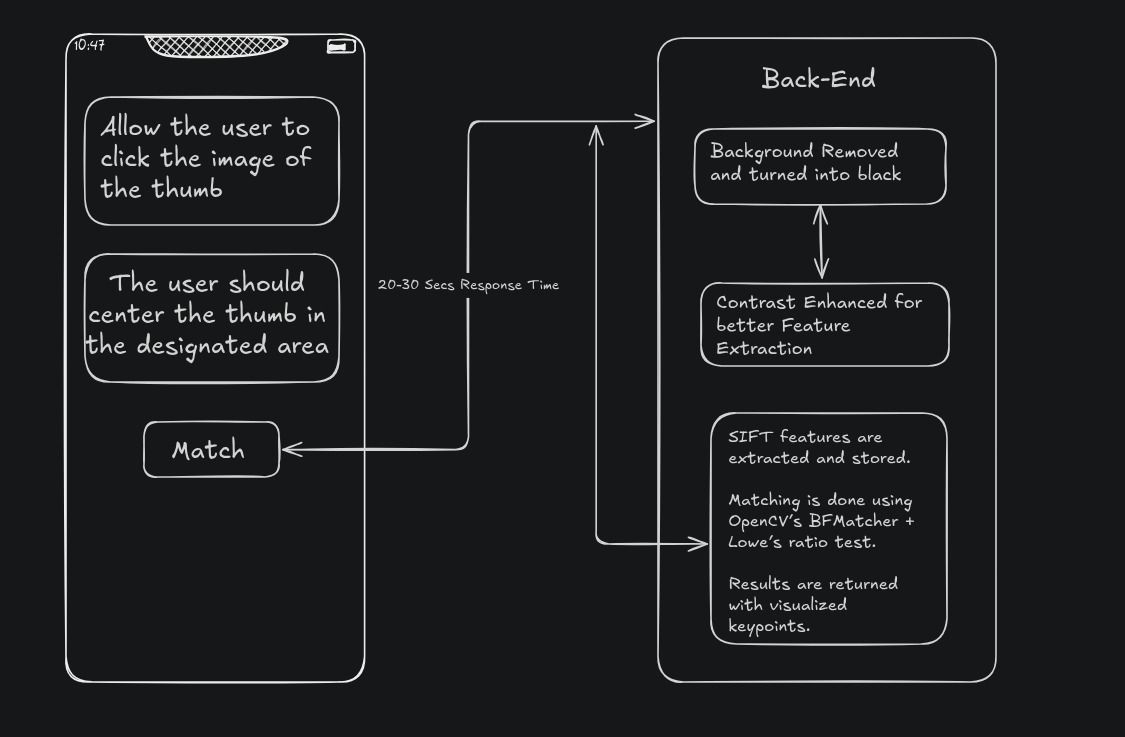 10:47
Allow the user to
click the image of
the thumb
The user should
center the thumb in
the designated area
Match
20-30 Secs Response Time
Back-End
Background Removed
and turned into black
Contrast Enhanced for
better Feature
Extraction
SIFT features are
extracted and stored.
Matching is done using
OpenCV's BFMatcher +
Lowe's ratio test.
Results are returned
with visualized
keypoints.